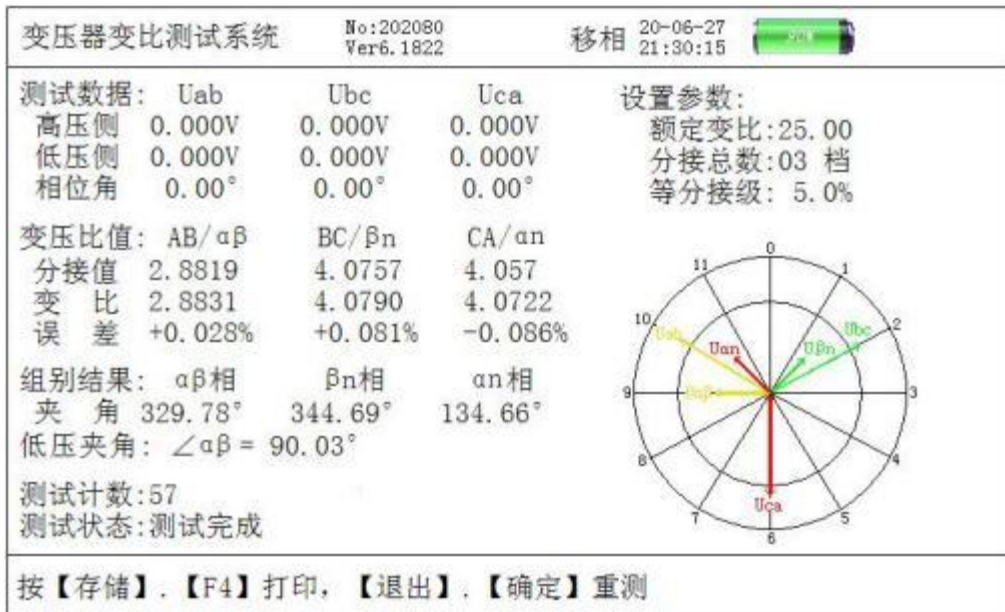 变压器变比测试系统
No:202080
Ver6.1822
移相
20-06-27
21:30:15
测试数据: Uab Ubc Uca
高压侧 0.000V 0.000V 0.000V
低压侧 0.000V 0.000V 0.000V
相位角 0.00° 0.00° 0.00°
变压比值: AB/αβ BC/βn CA/αn
分接值 2.8819 4.0757 4.057
变 比 2.8831 4.0790 4.0722
误 差 +0.028% +0.081% -0.086%
组别结果: αβ相 βn相 αn相
夹 角 329.78° 344.69° 134.66°
低压夹角: ∠αβ = 90.03°
测试计数:57
测试状态:测试完成
设置参数:
额定变比:25.00
分接总数:03 档
等分接级: 5.0%
0
11
1
10
Uab
Uαn
Uβn
Ubc
2
9
Uαβ
3
8
4
Uca
7
5
6
按【存储】.【F4】打印,【退出】.【确定】重测